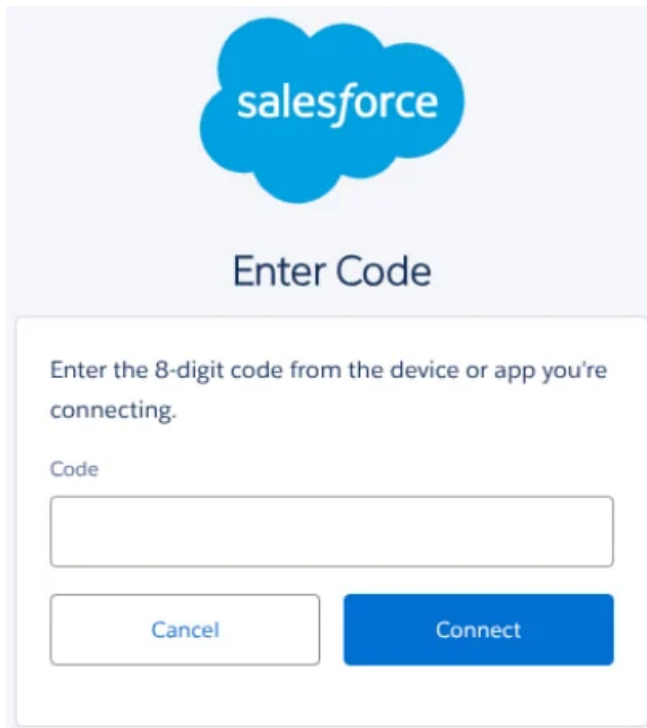 salesforce
Enter Code
Enter the 8-digit code from the device or app you're
connecting.
Code
Cancel
Connect